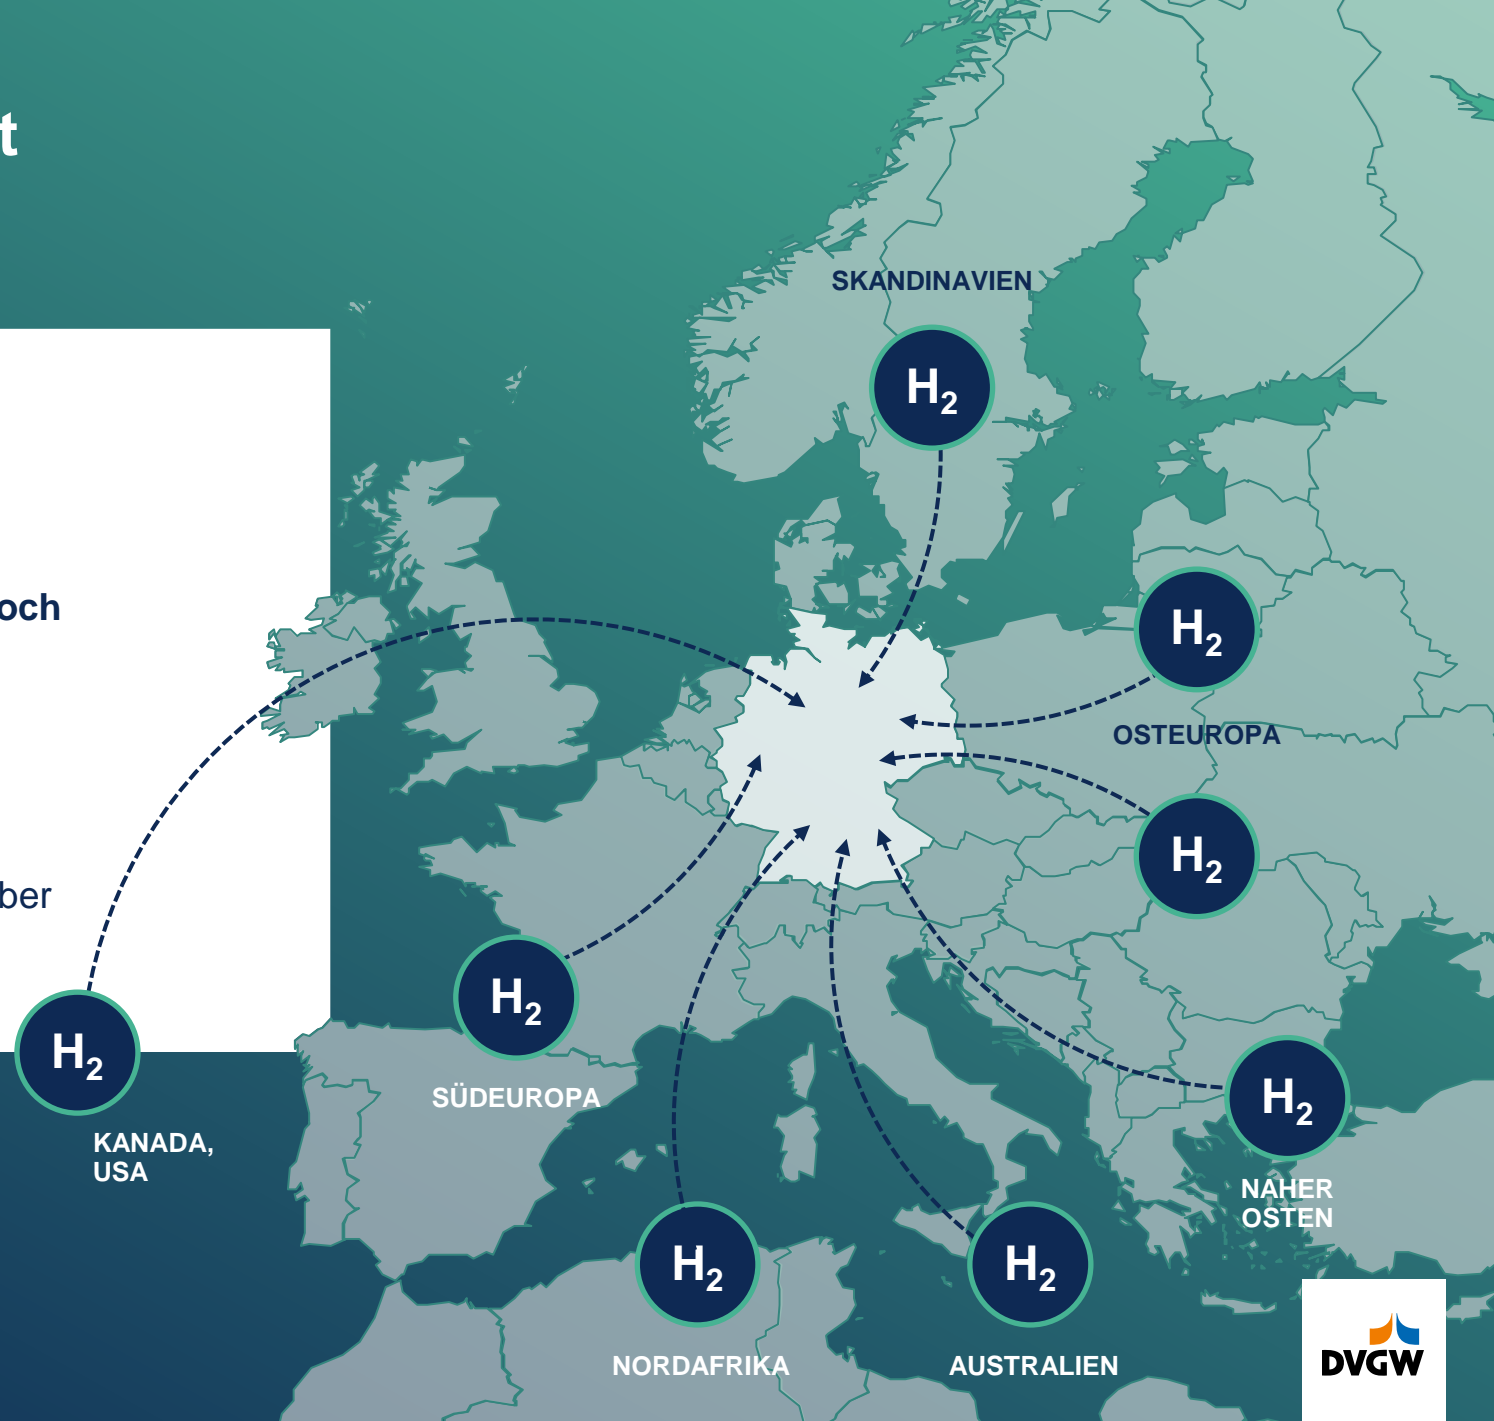 t
SKANDINAVIEN
H2
och
H2
OSTEUROPA
H2
ber
H2
SÜDEUROPA
H2
KANADA,
USA
H2
NAHER
OSTEN
H2
NORDAFRIKA
H2
AUSTRALIEN
DVGW